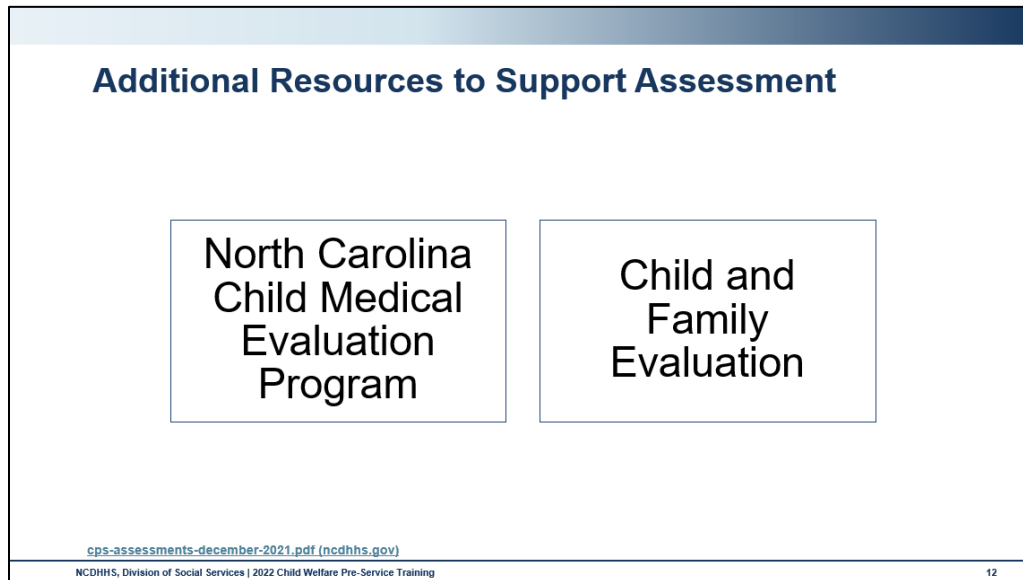 Additional Resources to Support Assessment
North Carolina
Child Medical
Evaluation
Program
Child and
Family
Evaluation
cps-assessments-december-2021.pdf (ncdhhs.gov)
NCDHHS, Division of Social Services | 2022 Child Welfare Pre-Service Training
12